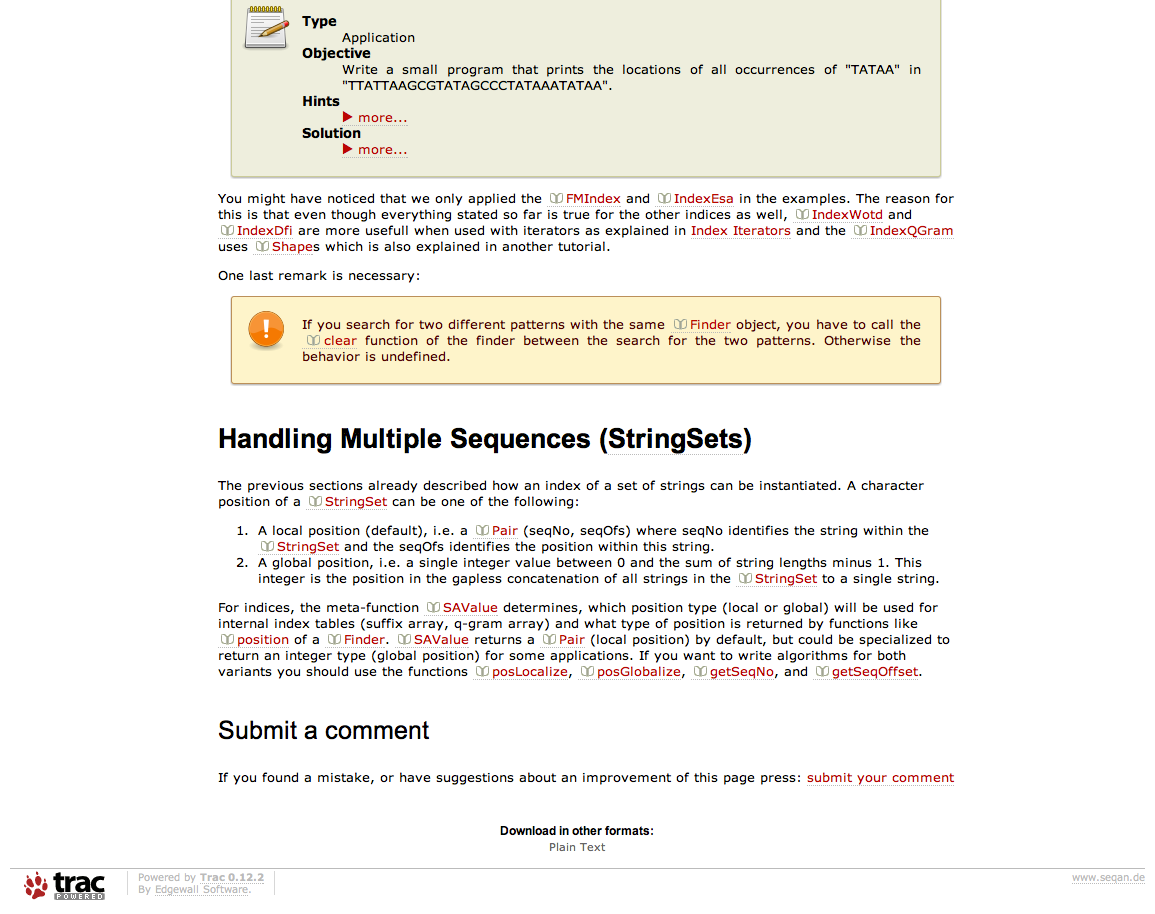 Type
Application
Objective
Write a small program that prints the locations of all occurrences of "TATAA" in
"TTATTAAGCGTATAGCCCTATAAATATAA".
Hints
▶ more...
Solution
▶ more...
You might have noticed that we only applied the FMIndex and IndexEsa in the examples. The reason for
this is that even though everything stated so far is true for the other indices as well, IndexWotd and
IndexDfi are more usefull when used with iterators as explained in Index Iterators and the IndexQGram
uses Shapes which is also explained in another tutorial.
One last remark is necessary:
If you search for two different patterns with the same Finder object, you have to call the
clear function of the finder between the search for the two patterns. Otherwise the
behavior is undefined.
Handling Multiple Sequences (StringSets)
The previous sections already described how an index of a set of strings can be instantiated. A character
position of a StringSet can be one of the following:
1. A local position (default), i.e. a Pair (seqNo, seqOfs) where seqNo identifies the string within the
StringSet and the seqOfs identifies the position within this string.
2. A global position, i.e. a single integer value between 0 and the sum of string lengths minus 1. This
integer is the position in the gapless concatenation of all strings in the StringSet to a single string.
For indices, the meta-function SAValue determines, which position type (local or global) will be used for
internal index tables (suffix array, q-gram array) and what type of position is returned by functions like
position of a Finder. SAValue returns a Pair (local position) by default, but could be specialized to
return an integer type (global position) for some applications. If you want to write algorithms for both
variants you should use the functions posLocalize, posGlobalize, getSeqNo, and getSeqOffset.
Submit a comment
If you found a mistake, or have suggestions about an improvement of this page press: submit your comment
Download in other formats:
Plain Text
trac
POWERED
Powered by Trac 0.12.2
By Edgewall Software.
www.seqan.de